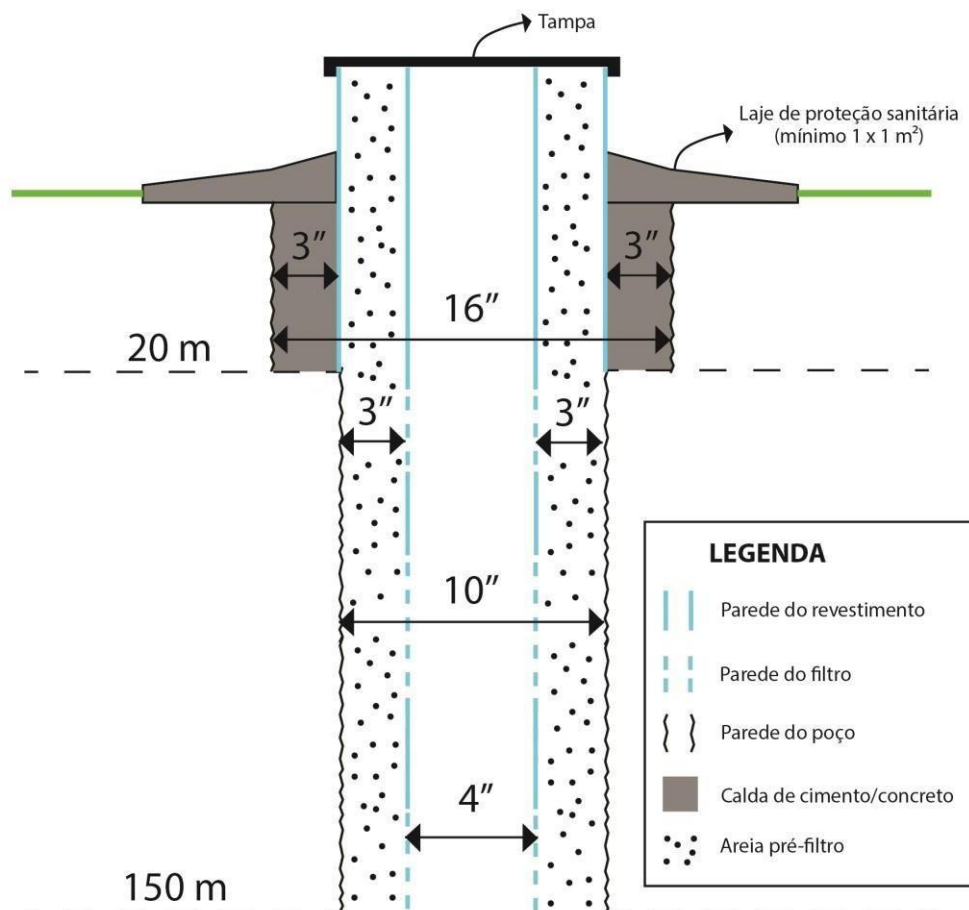 Tampa
Laje de proteção sanitária
(mínimo 1 x 1 m²)
3”
3”
16”
20 m
3”
3”
10”
4”
150 m
LEGENDA
Parede do revestimento
Parede do filtro
Parede do poço
Calda de cimento/concreto
Areia pré-filtro